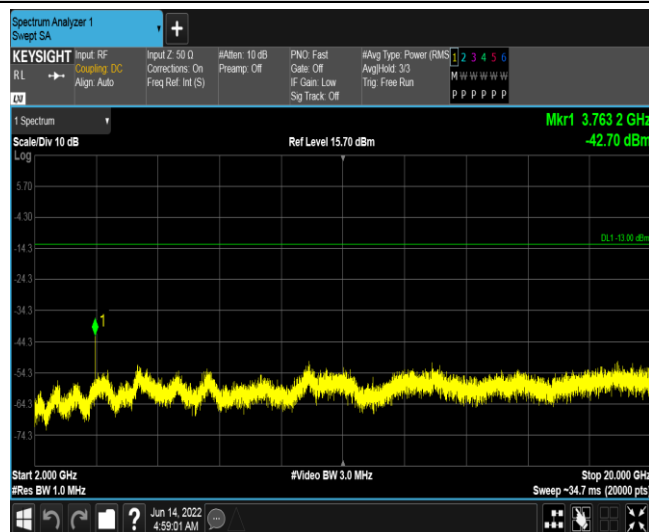 Spectrum Analyzer 1
Swept SA
+
KEYSIGHT
RL
Input: RF
Coupling: DC
Align: Auto
Input Z: 50 Ω
Corrections: On
Freq Ref: Int (S)
#Atten: 10 dB
Preamp: Off
PNO: Fast
Gate: Off
IF Gain: Low
Sig Track: Off
#Avg Type: Power (RMS
Avg|Hold: 3/3
Trig: Free Run
1 2 3 4 5 6
M W W W W W
P P P P P P
1 Spectrum
Mkr1 3.763 2 GHz
Scale/Div 10 dB
Ref Level 15.70 dBm
-42.70 dBm
Log
5.70
-4.30
DL1 -13.00 dBm
-14.3
-24.3
-34.3
1
-44.3
-54.3
-64.3
-74.3
Start 2.000 GHz
#Video BW 3.0 MHz
Stop 20.000 GHz
#Res BW 1.0 MHz
Sweep ~34.7 ms (20000 pts)
?
Jun 14, 2022
4:59:01 AM